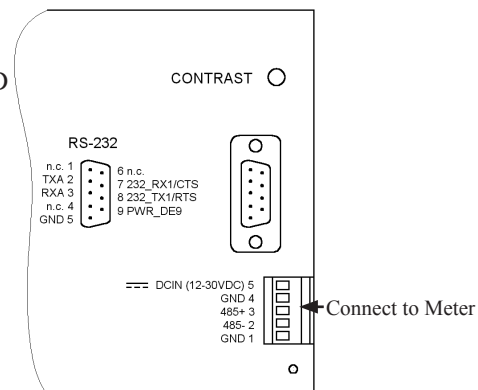 CONTRAST
RS-232
n.c. 1
TXA 2
RXA 3
n.c. 4
GND 5
6 n.c.
7 232_RX1/CTS
8 232_TX1/RTS
9 PWR_DE9
DCIN (12-30VDC) 5
GND 4
485+ 3
485- 2
GND 1
Connect to Meter